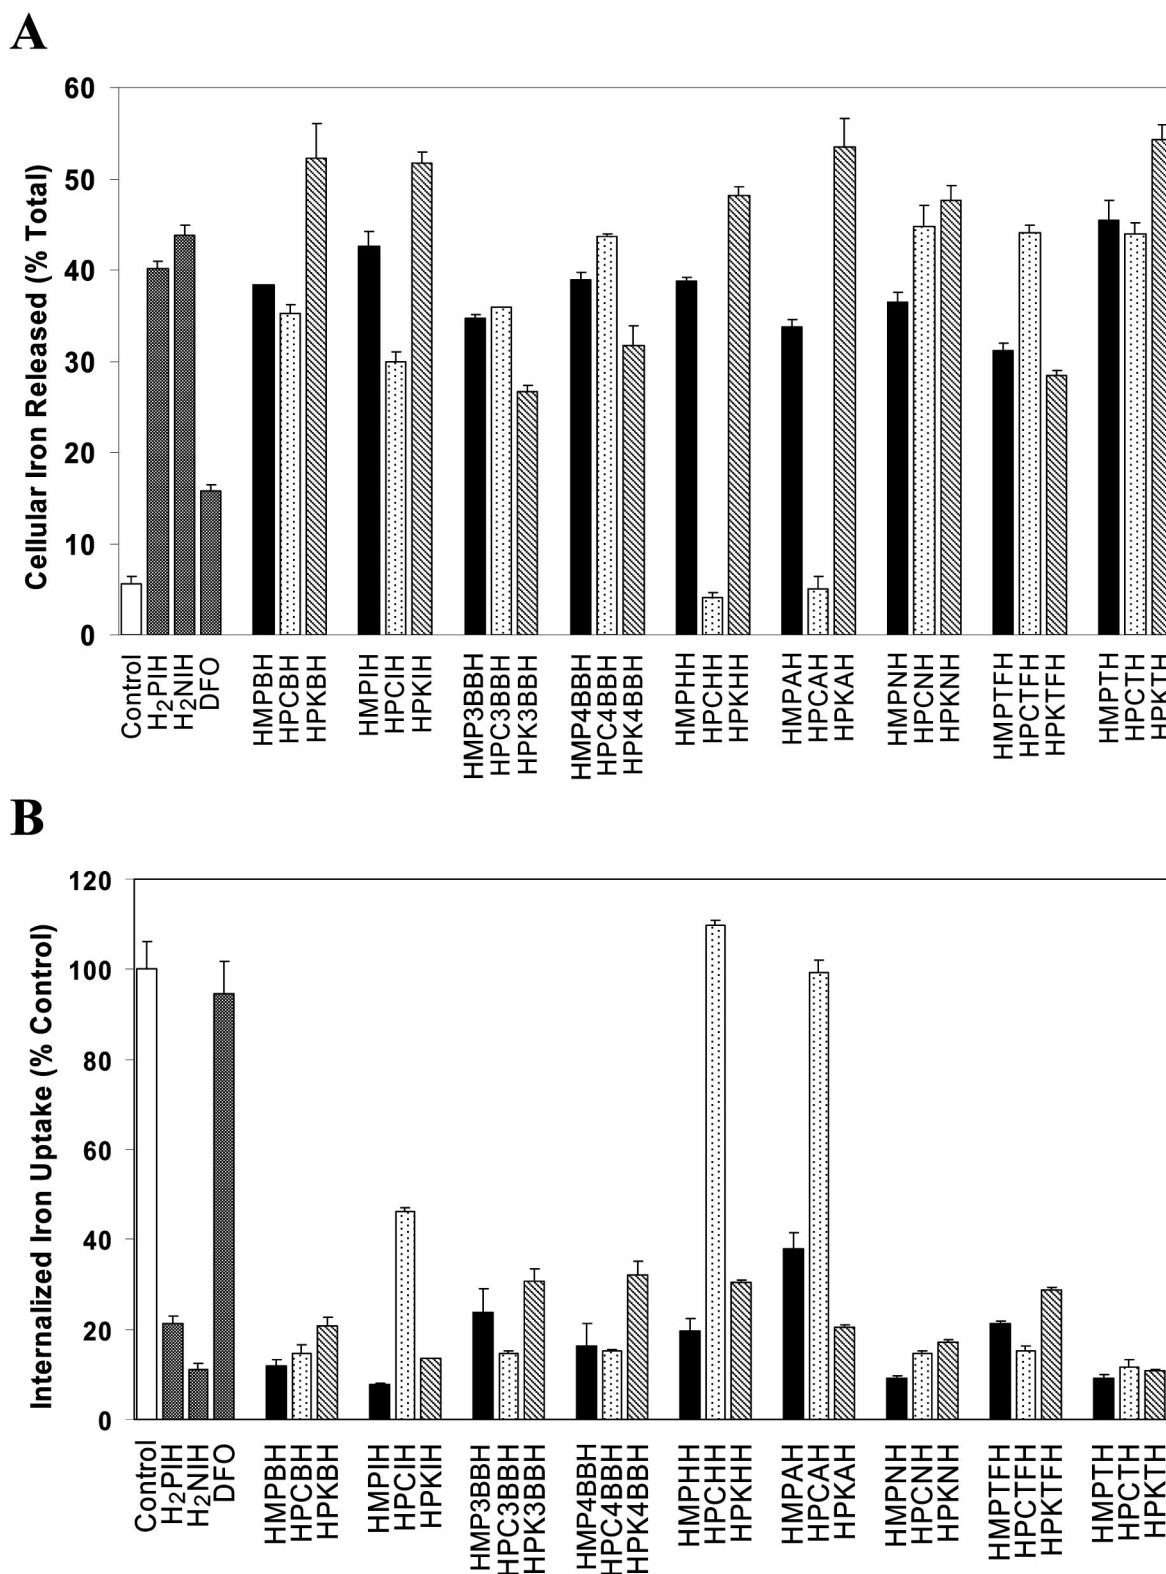 A
Cellular Iron Released (% Total)
60
50
40
30
20
10
0
Control
H₂PIH
H₂NIH
DFO
HMPBH
HPCBH
HPKBH
HMPIH
HPCIH
HPKIH
HMP3BBH
HPC3BBH
HPK3BBH
HMP4BBH
HPC4BBH
HPK4BBH
HMPHH
HPCHH
HPKHH
HMPAH
HPCAH
HPKAH
HMPNH
HPCNH
HPKNH
HMPTFH
HPCTFH
HPKTFH
HMPTH
HPCTH
HPKTH
B
Internalized Iron Uptake (% Control)
120
100
80
60
40
20
0
Control
H₂PIH
H₂NIH
DFO
HMPBH
HPCBH
HPKBH
HMPIH
HPCIH
HPKIH
HMP3BBH
HPC3BBH
HPK3BBH
HMP4BBH
HPC4BBH
HPK4BBH
HMPHH
HPCHH
HPKHH
HMPAH
HPCAH
HPKAH
HMPNH
HPCNH
HPKNH
HMPTFH
HPCTFH
HPKTFH
HMPTH
HPCTH
HPKTH